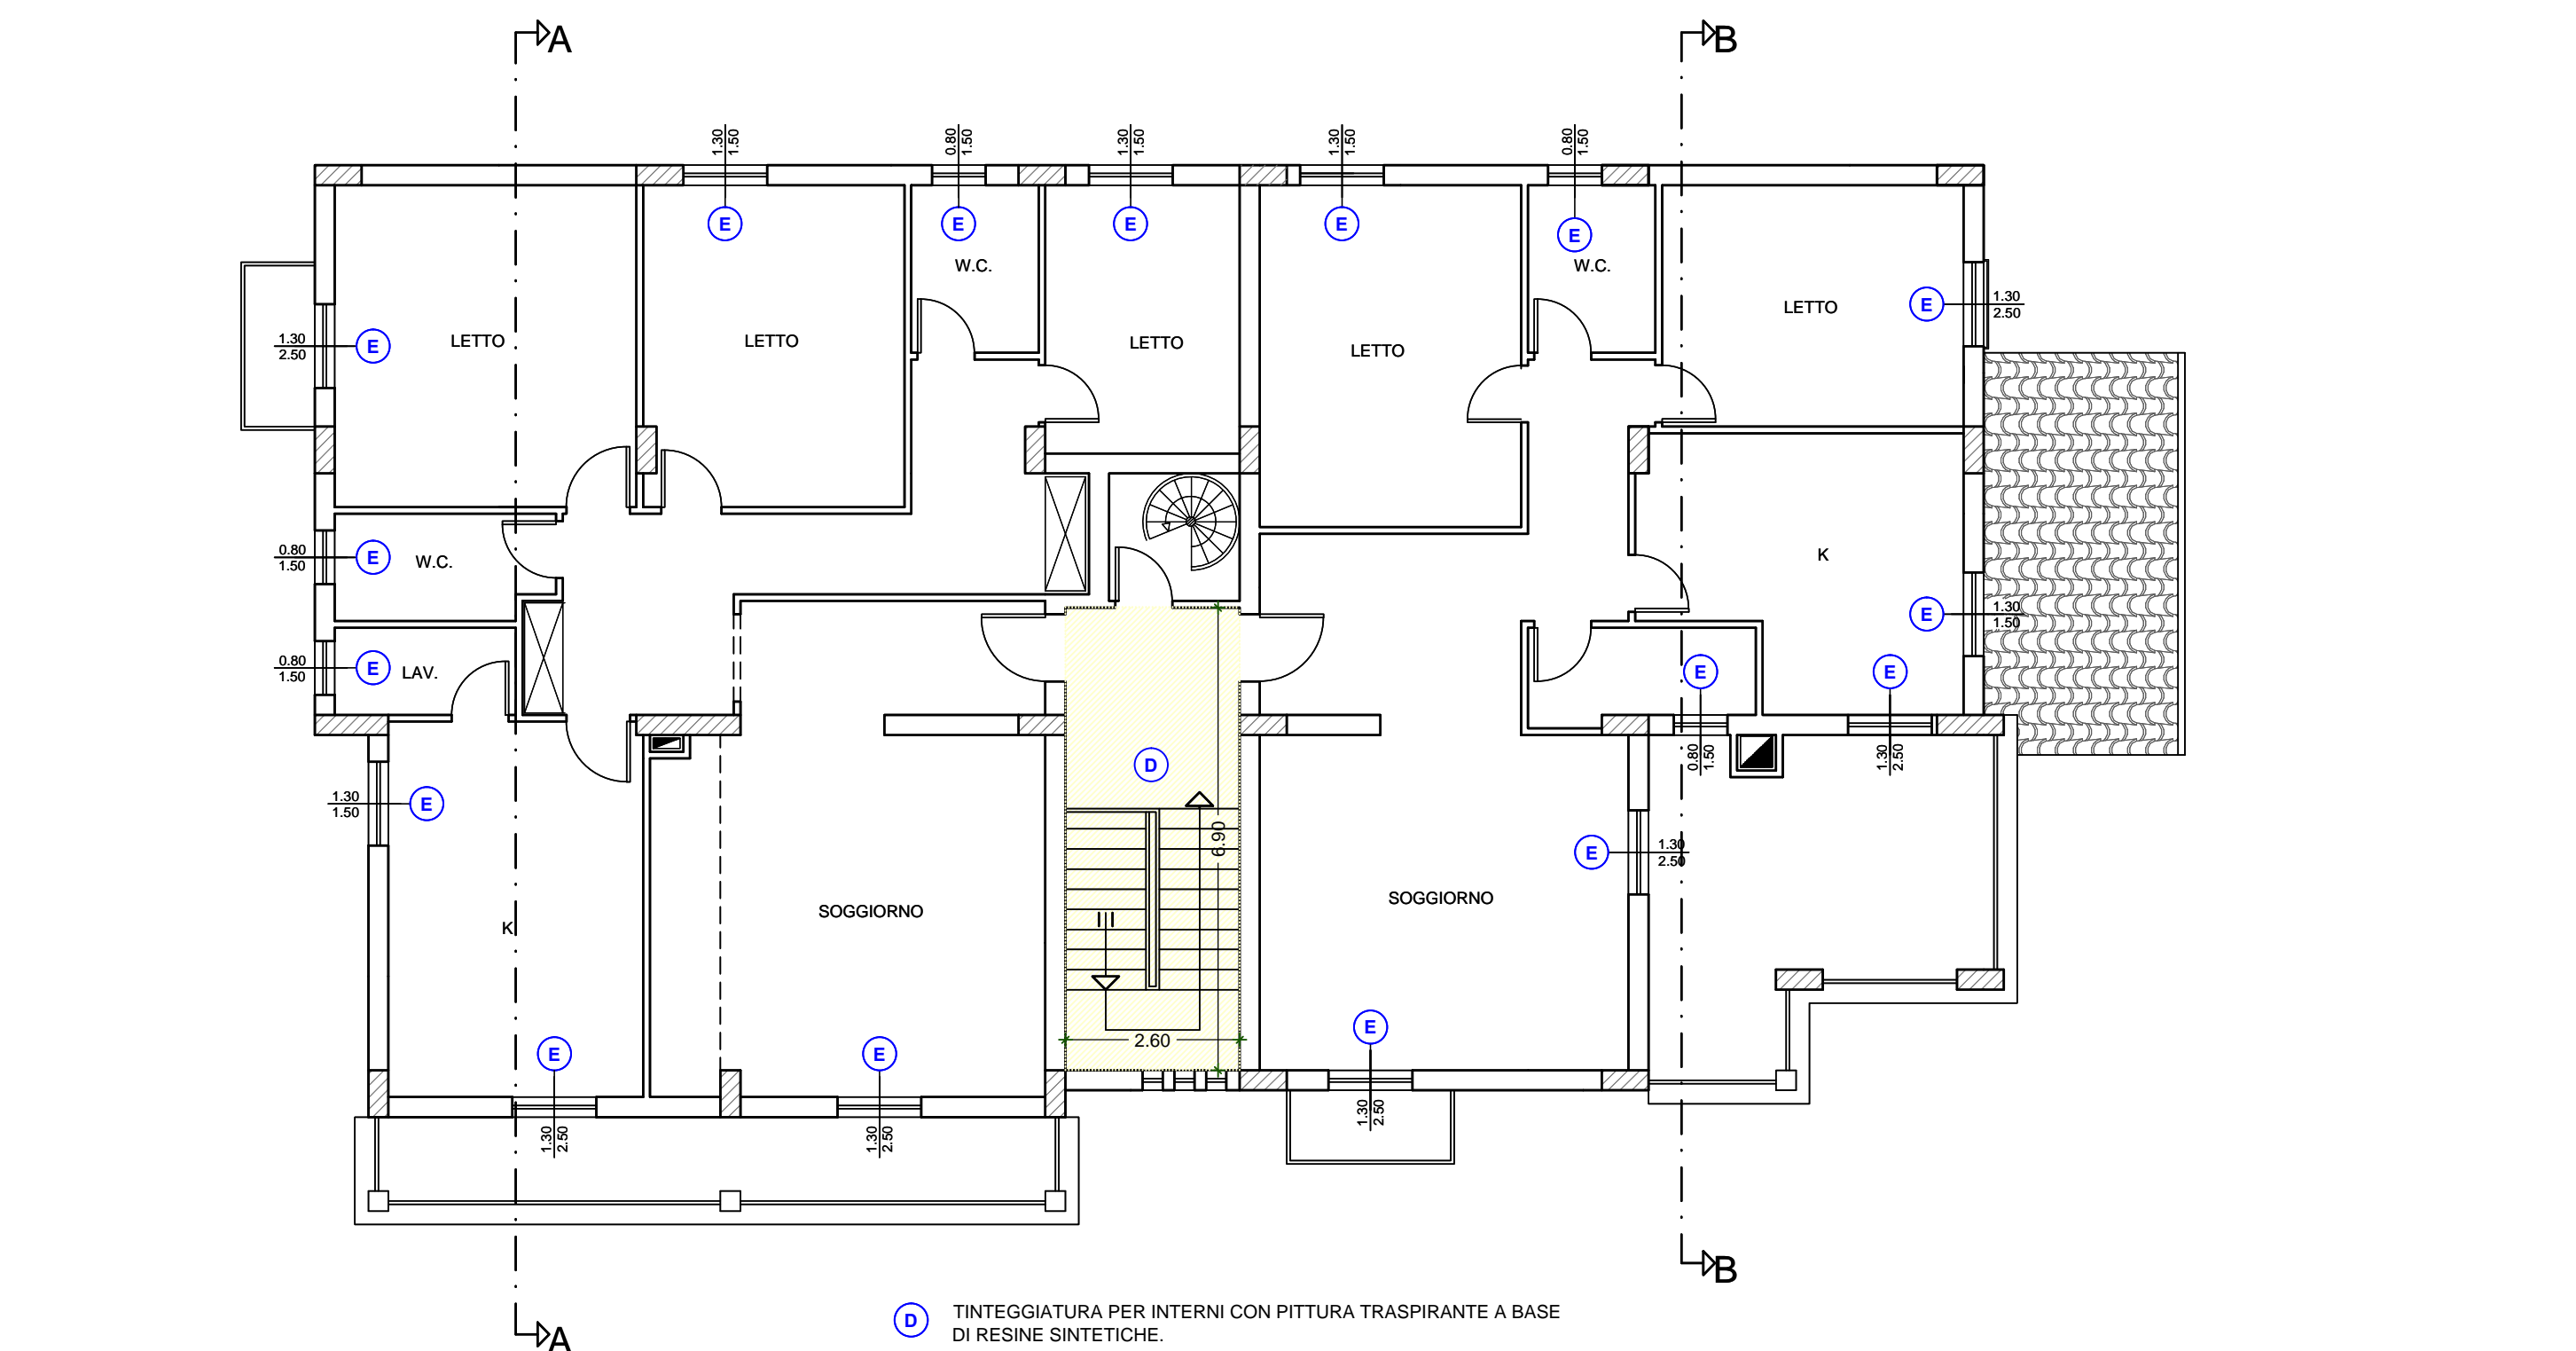 A
B
1.30
1.50
0.80
1.50
1.30
1.50
1.30
1.50
0.80
1.50
E
E
E
E
E
W.C.
W.C.
LETTO
LETTO
LETTO
LETTO
LETTO
E
1.30
2.50
1.30
2.50
E
0.80
1.50
E
W.C.
K
0.80
1.50
E
LAV.
E
1.30
1.50
E
E
0.80
1.50
1.30
2.50
D
1.30
1.50
E
6.90
E
1.30
2.50
K
SOGGIORNO
SOGGIORNO
E
E
2.60
E
1.30
2.50
1.30
2.50
1.30
2.50
B
A
D TINTEGGIATURA PER INTERNI CON PITTURA TRASPIRANTE A BASE
DI RESINE SINTETICHE.